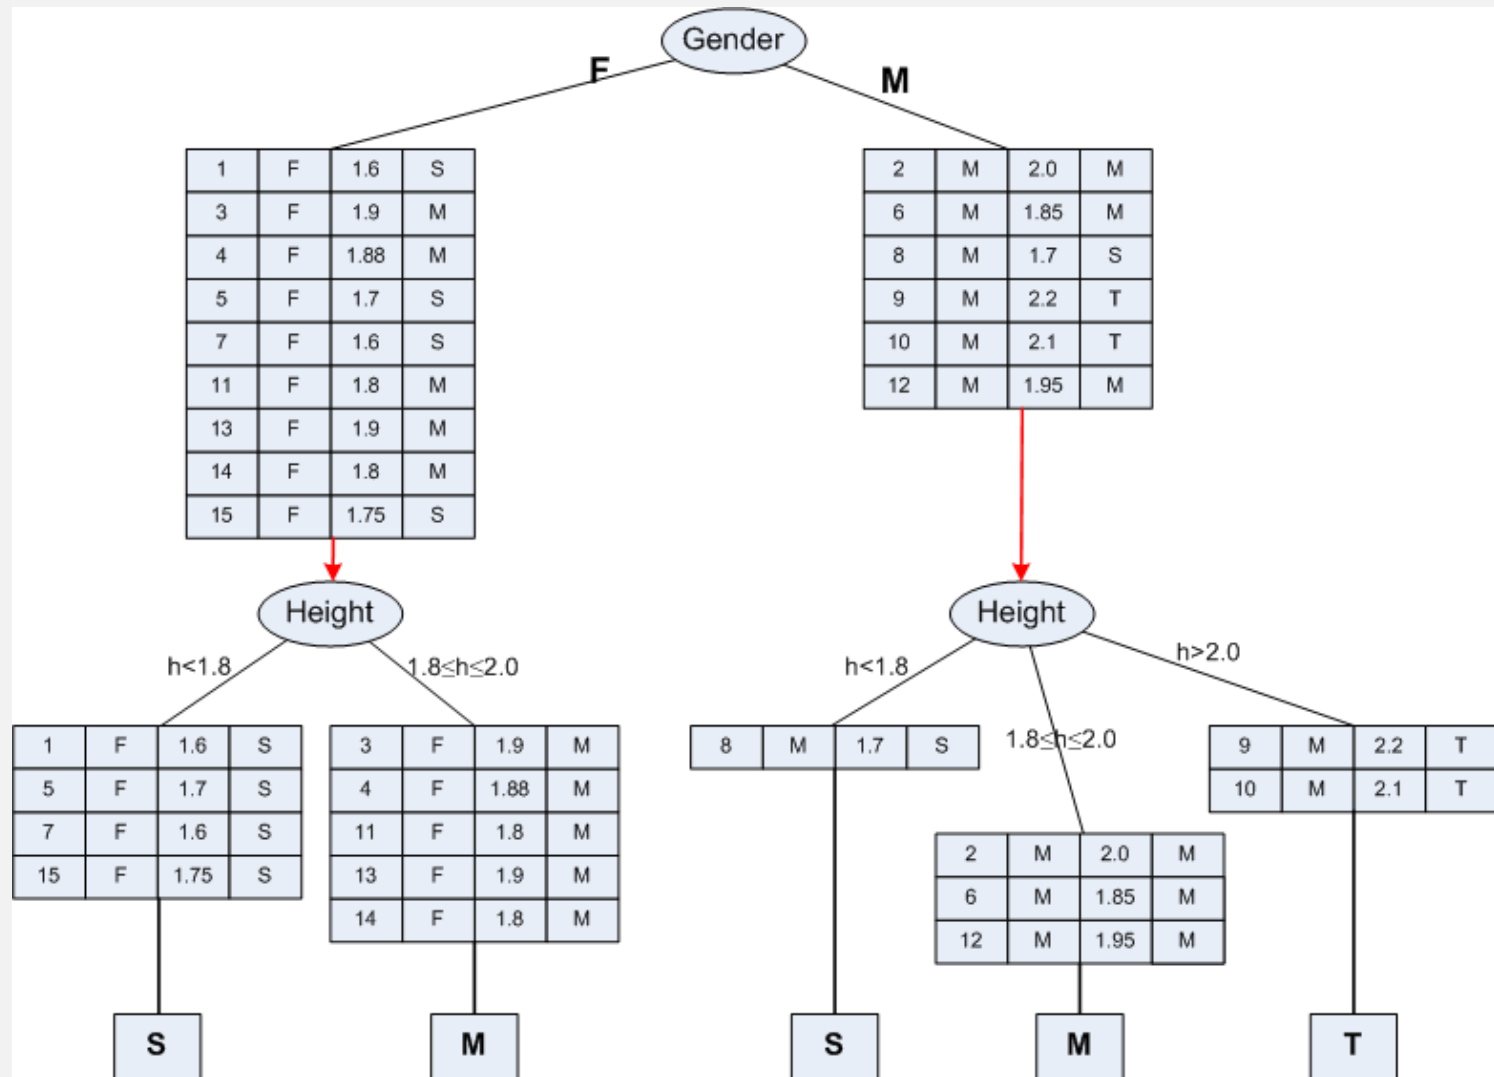 Gender
F
M
1 F 1.6 S
3 F 1.9 M
4 F 1.88 M
5 F 1.7 S
7 F 1.6 S
11 F 1.8 M
13 F 1.9 M
14 F 1.8 M
15 F 1.75 S
2 M 2.0 M
6 M 1.85 M
8 M 1.7 S
9 M 2.2 T
10 M 2.1 T
12 M 1.95 M
Height
h<1.8
1.8≤h≤2.0
1 F 1.6 S
5 F 1.7 S
7 F 1.6 S
15 F 1.75 S
3 F 1.9 M
4 F 1.88 M
11 F 1.8 M
13 F 1.9 M
14 F 1.8 M
S
M
Height
h<1.8
1.8≤h≤2.0
h>2.0
8 M 1.7 S
2 M 2.0 M
6 M 1.85 M
12 M 1.95 M
9 M 2.2 T
10 M 2.1 T
S
M
T